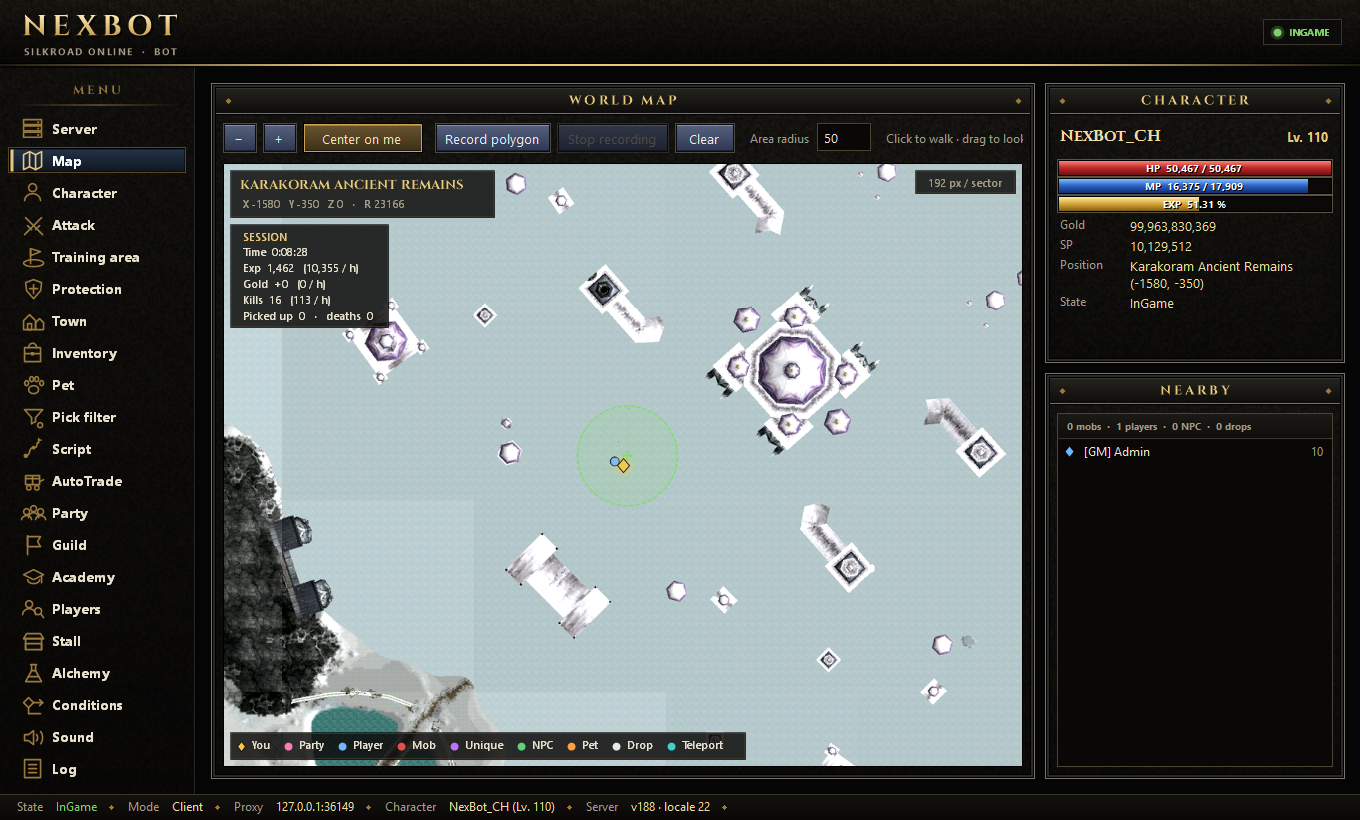 NEXBOT
SILKROAD ONLINE · BOT
INGAME
MENU
Server
Map
Character
Attack
Training area
Protection
Town
Inventory
Pet
Pick filter
Script
AutoTrade
Party
Guild
Academy
Players
Stall
Alchemy
Conditions
Sound
Log
WORLD MAP
− + Center on me Record polygon Stop recording Clear Area radius 50 Click to walk · drag to look
KARAKORAM ANCIENT REMAINS
X -1580 Y -350 Z 0 · R 23166
192 px / sector
SESSION
Time 0:08:28
Exp 1,462 (10,355 / h)
Gold +0 (0 / h)
Kills 16 (113 / h)
Picked up 0 · deaths 0
You Party Player Mob Unique NPC Pet Drop Teleport
CHARACTER
NEXBOT_CH Lv. 110
HP 50,467 / 50,467
MP 16,375 / 17,909
EXP 51.31 %
Gold 99,963,830,369
SP 10,129,512
Position Karakoram Ancient Remains
(-1580, -350)
State InGame
NEARBY
0 mobs · 1 players · 0 NPC · 0 drops
[GM] Admin 10
State InGame Mode Client Proxy 127.0.0.1:36149 Character NexBot_CH (Lv. 110) Server v188 · locale 22